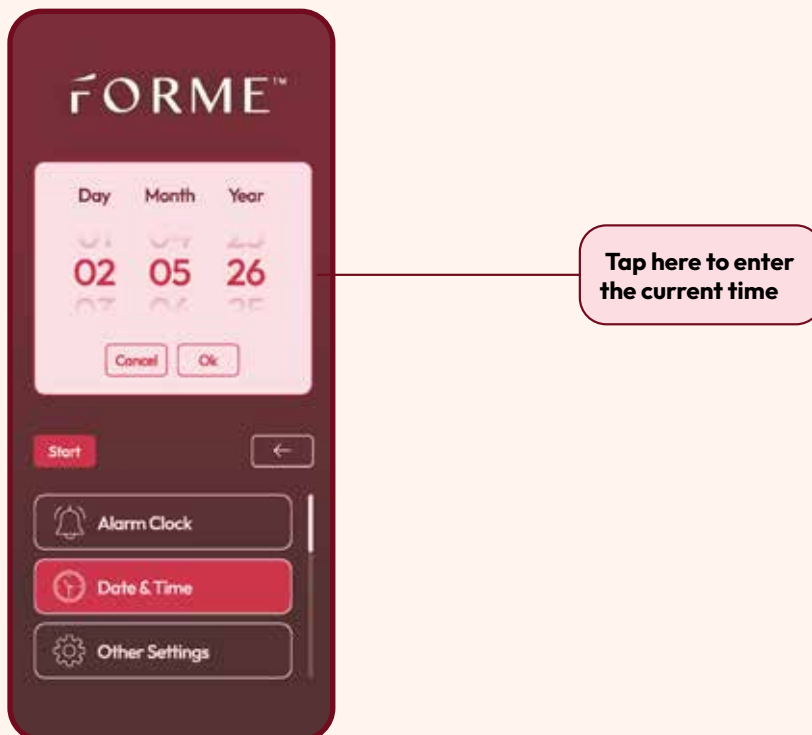 FORME™
Day Month Year
02 05 26
Cancel Ok
Tap here to enter
the current time
Start
Alarm Clock
Date & Time
Other Settings